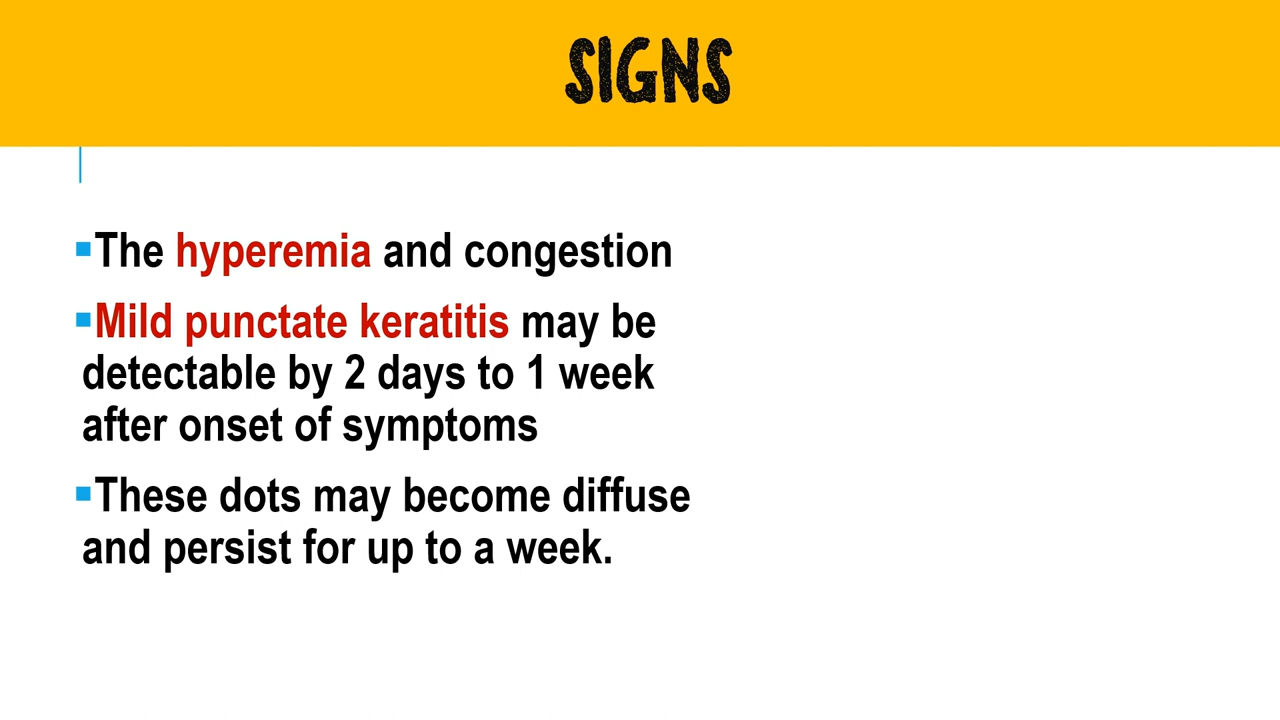 SIGNS
▪The hyperemia and congestion
▪Mild punctate keratitis may be
detectable by 2 days to 1 week
after onset of symptoms
▪These dots may become diffuse
and persist for up to a week.